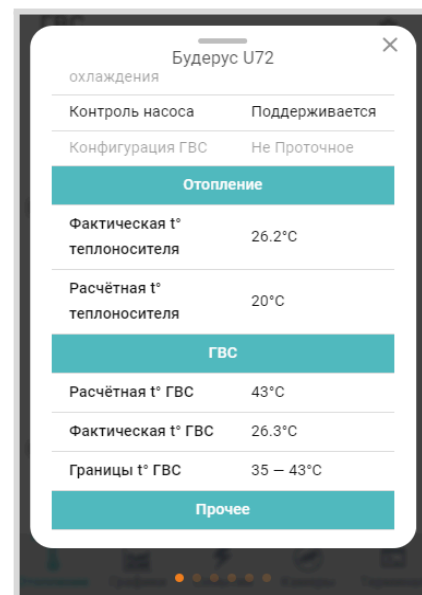 ГВС
Будерус U72
охлаждения
Контроль насоса Поддерживается
Конфигурация ГВС Не Проточное
Отопление
Фактическая t°
теплоносителя
26.2°C
Расчётная t°
теплоносителя
20°C
ГВС
Расчётная t° ГВС 43°C
Фактическая t° ГВС 26.3°C
Границы t° ГВС 35 — 43°C
Прочее